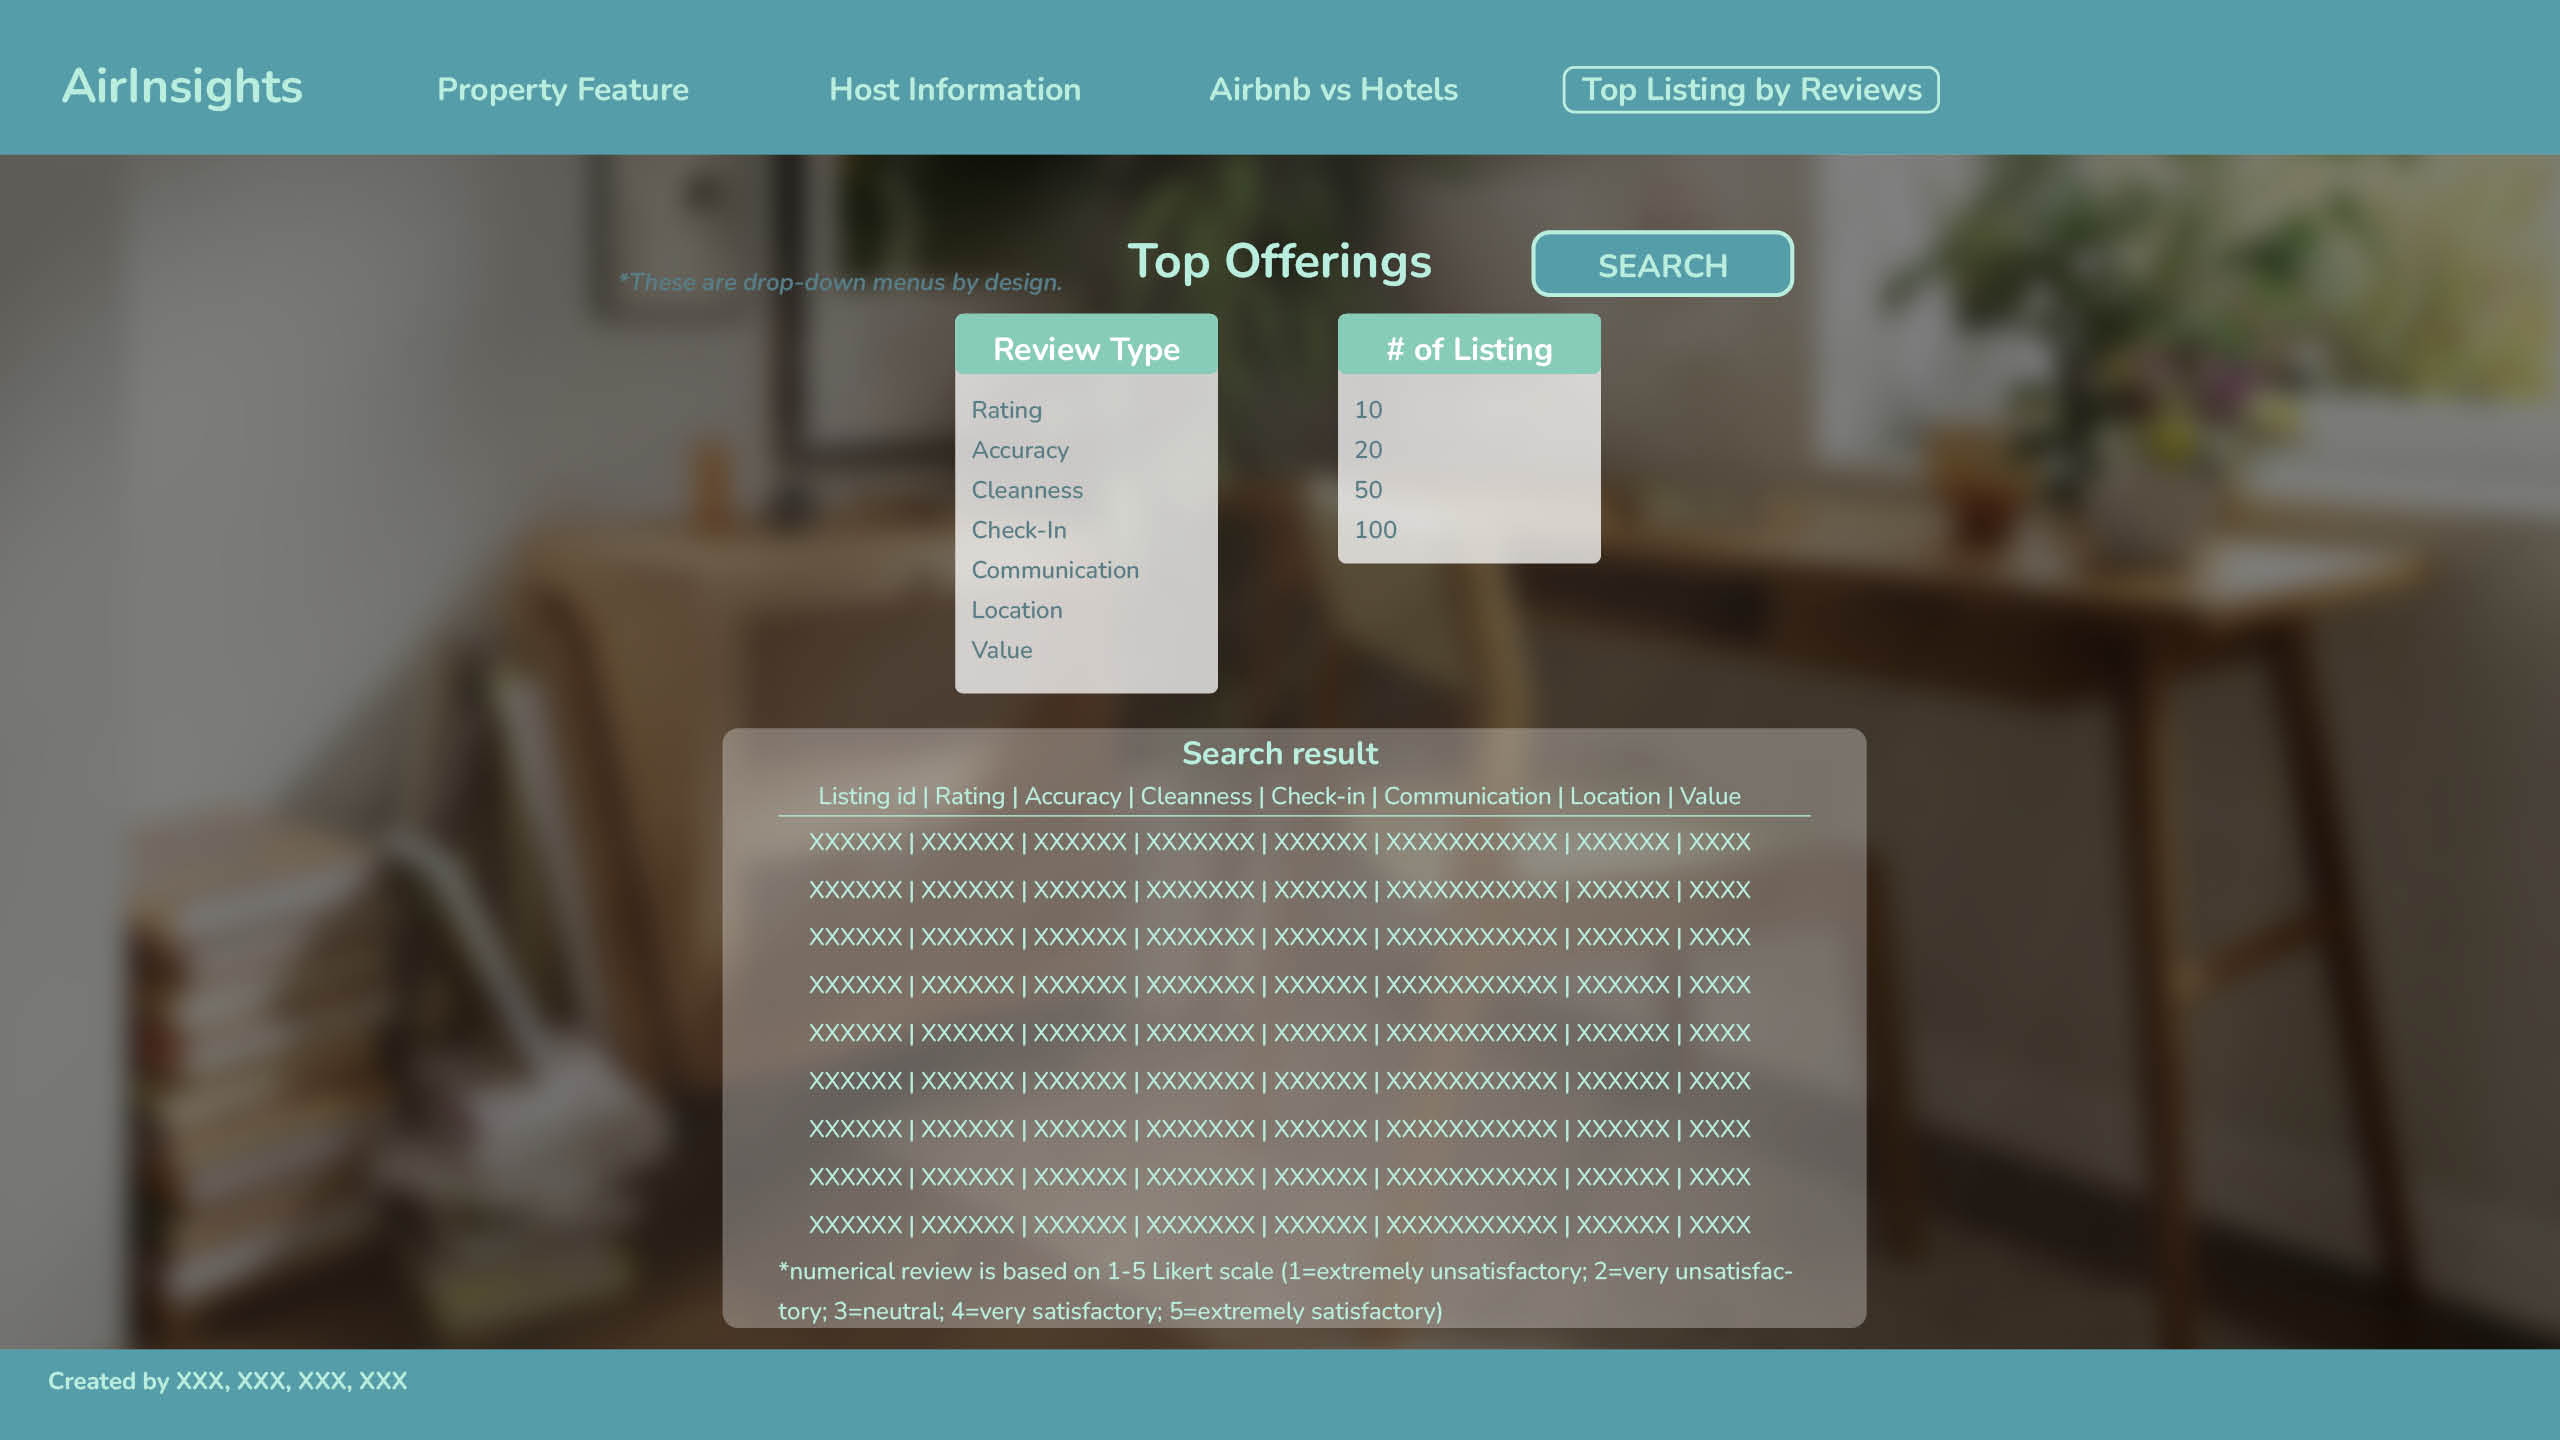 AirInsights
Property Feature
Host Information
Airbnb vs Hotels
Top Listing by Reviews
Top Offerings
SEARCH
*These are drop-down menus by design.
Review Type
Rating
Accuracy
Cleanness
Check-In
Communication
Location
Value
# of Listing
10
20
50
100
Search result
Listing id | Rating | Accuracy | Cleanness | Check-in | Communication | Location | Value
XXXXXX | XXXXXX | XXXXXX | XXXXXXX | XXXXXX | XXXXXXXXXXX | XXXXXX | XXXX
XXXXXX | XXXXXX | XXXXXX | XXXXXXX | XXXXXX | XXXXXXXXXXX | XXXXXX | XXXX
XXXXXX | XXXXXX | XXXXXX | XXXXXXX | XXXXXX | XXXXXXXXXXX | XXXXXX | XXXX
XXXXXX | XXXXXX | XXXXXX | XXXXXXX | XXXXXX | XXXXXXXXXXX | XXXXXX | XXXX
XXXXXX | XXXXXX | XXXXXX | XXXXXXX | XXXXXX | XXXXXXXXXXX | XXXXXX | XXXX
XXXXXX | XXXXXX | XXXXXX | XXXXXXX | XXXXXX | XXXXXXXXXXX | XXXXXX | XXXX
XXXXXX | XXXXXX | XXXXXX | XXXXXXX | XXXXXX | XXXXXXXXXXX | XXXXXX | XXXX
XXXXXX | XXXXXX | XXXXXX | XXXXXXX | XXXXXX | XXXXXXXXXXX | XXXXXX | XXXX
XXXXXX | XXXXXX | XXXXXX | XXXXXXX | XXXXXX | XXXXXXXXXXX | XXXXXX | XXXX
*numerical review is based on 1-5 Likert scale (1=extremely unsatisfactory; 2=very unsatisfac-
tory; 3=neutral; 4=very satisfactory; 5=extremely satisfactory)
Created by XXX, XXX, XXX, XXX